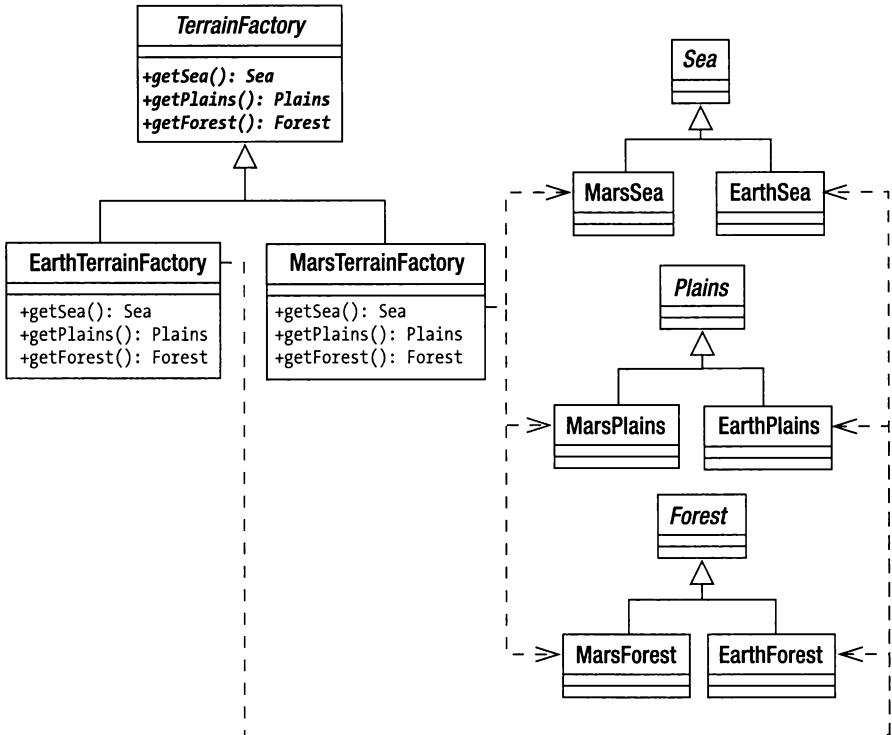 TerrainFactory
+getSea(): Sea
+getPlains(): Plains
+getForest(): Forest
EarthTerrainFactory
+getSea(): Sea
+getPlains(): Plains
+getForest(): Forest
MarsTerrainFactory
+getSea(): Sea
+getPlains(): Plains
+getForest(): Forest
Sea
MarsSea
EarthSea
Plains
MarsPlains
EarthPlains
Forest
MarsForest
EarthForest